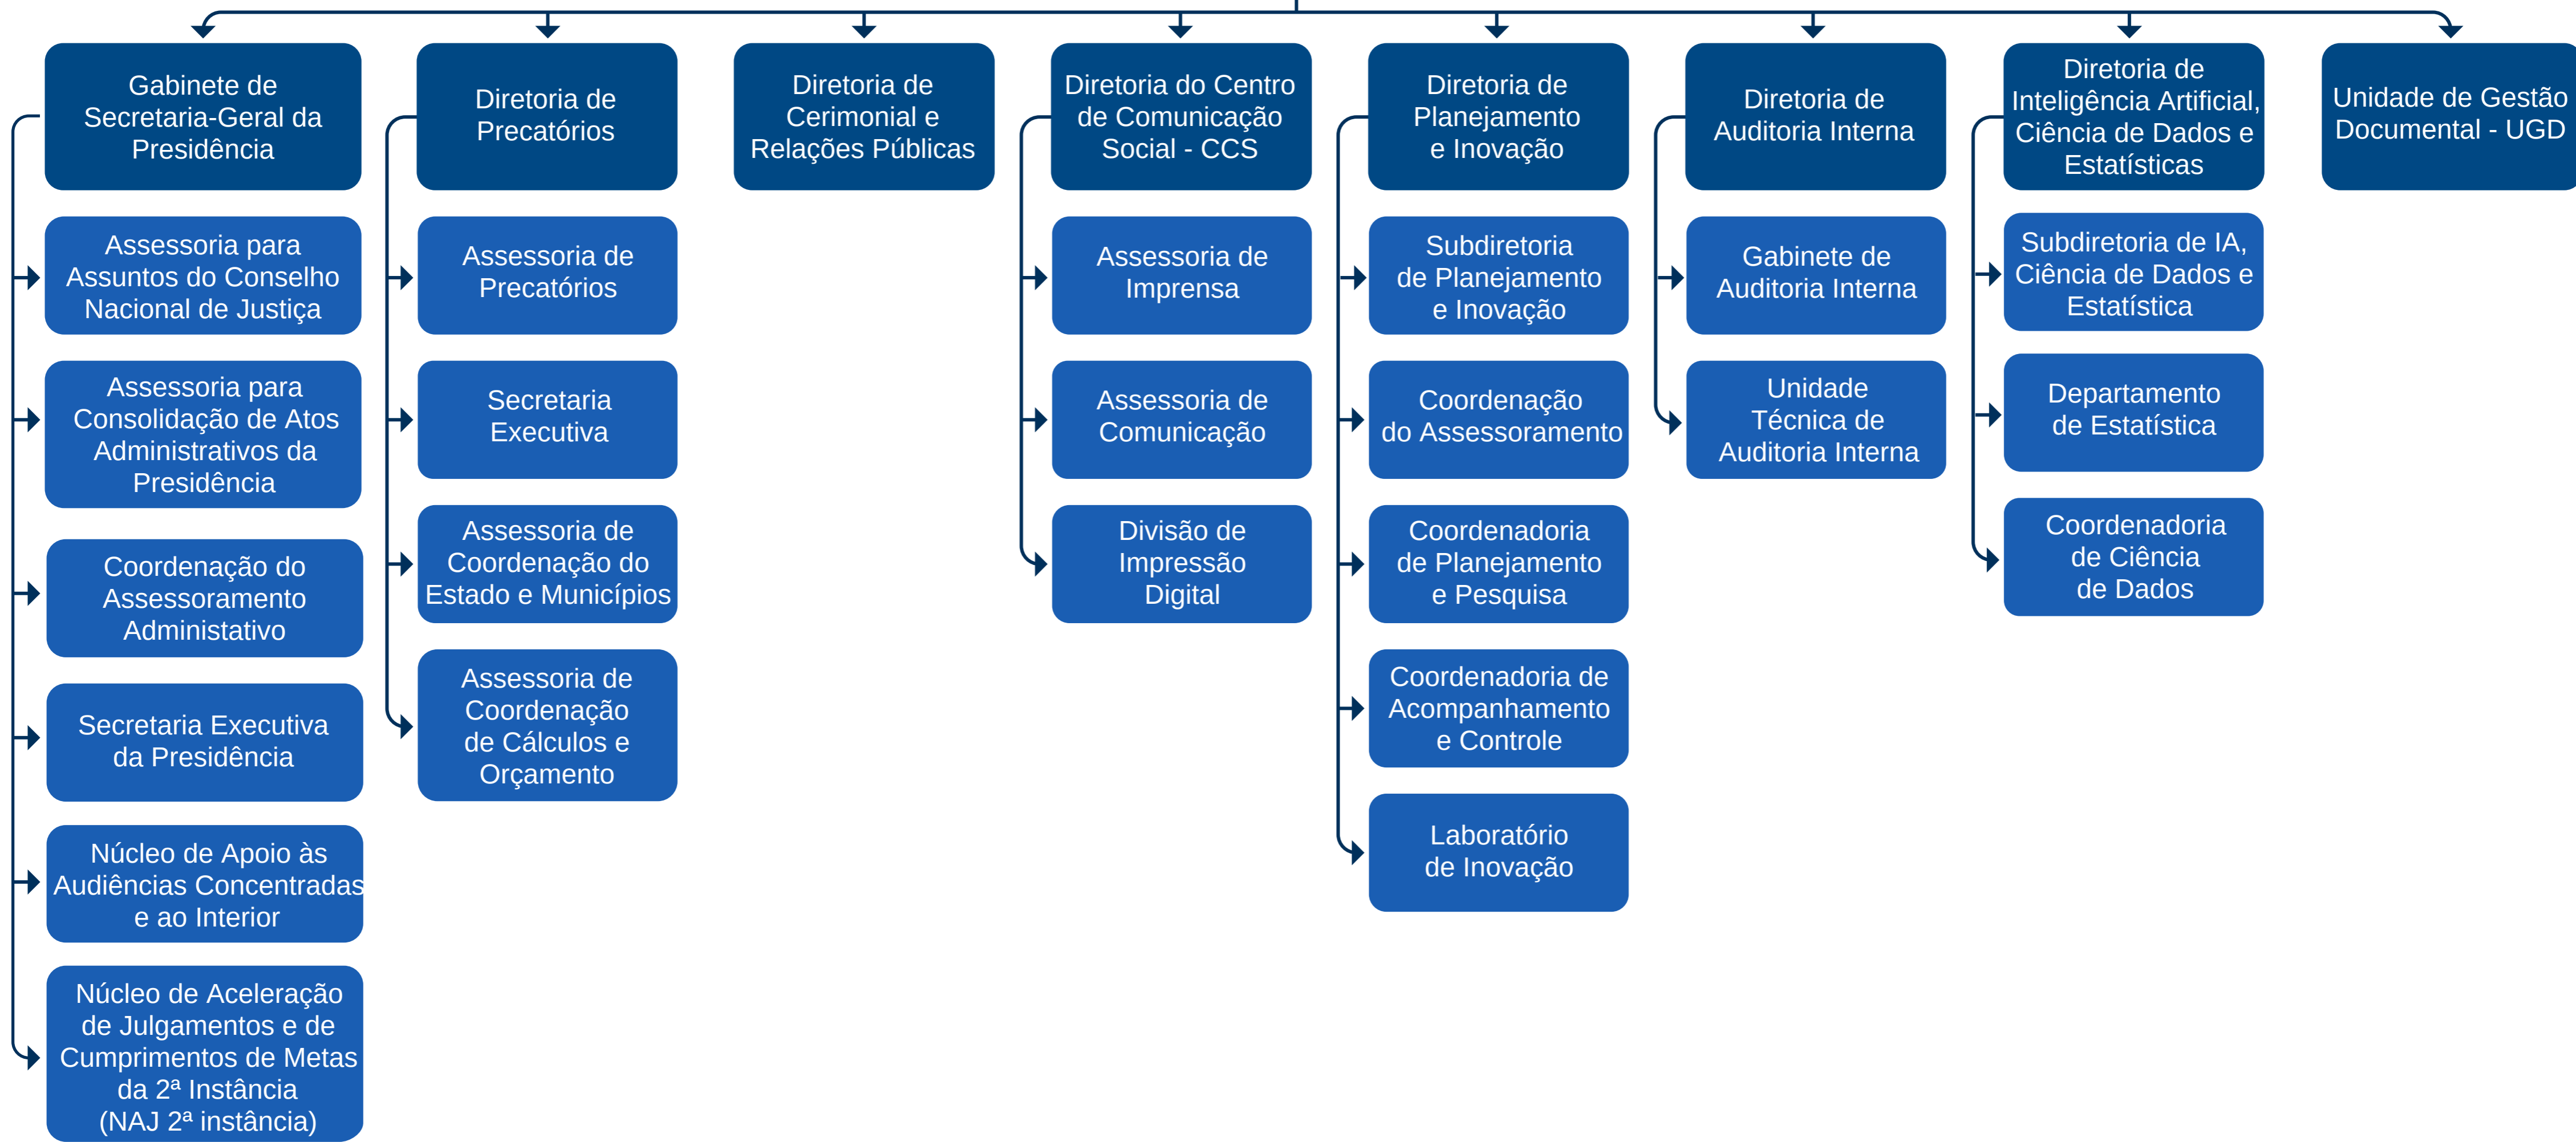 Gabinete de
Secretaria-Geral da
Presidência
Assessoria para
Assuntos do Conselho
Nacional de Justiça
Assessoria para
Consolidação de Atos
Administrativos da
Presidência
Coordenação do
Assessoramento
Administativo
Secretaria Executiva
da Presidência
Núcleo de Apoio às
Audiências Concentradas
e ao Interior
Núcleo de Aceleração
de Julgamentos e de
Cumprimentos de Metas
da 2ª Instância
(NAJ 2ª instância)
Diretoria de
Precatórios
Assessoria de
Precatórios
Secretaria
Executiva
Assessoria de
Coordenação do
Estado e Municípios
Assessoria de
Coordenação
de Cálculos e
Orçamento
Diretoria de
Cerimonial e
Relações Públicas
Diretoria do Centro
de Comunicação
Social - CCS
Assessoria de
Imprensa
Assessoria de
Comunicação
Divisão de
Impressão
Digital
Diretoria de
Planejamento
e Inovação
Subdiretoria
de Planejamento
e Inovação
Coordenação
do Assessoramento
Coordenadoria
de Planejamento
e Pesquisa
Coordenadoria de
Acompanhamento
e Controle
Laboratório
de Inovação
Diretoria de
Auditoria Interna
Gabinete de
Auditoria Interna
Unidade
Técnica de
Auditoria Interna
Diretoria de
Inteligência Artificial,
Ciência de Dados e
Estatísticas
Subdiretoria de IA,
Ciência de Dados e
Estatística
Departamento
de Estatística
Coordenadoria
de Ciência
de Dados
Unidade de Gestão
Documental - UGD